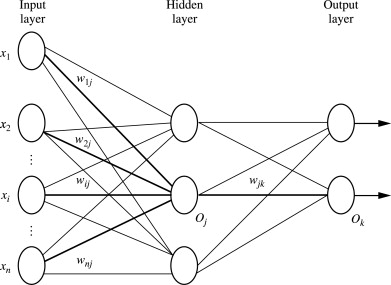 Input layer
Hidden layer
Output layer
x1
w1j
x2
w2j
⋮
xi
wij
wjk
Oj
Ok
⋮
xn
wnj